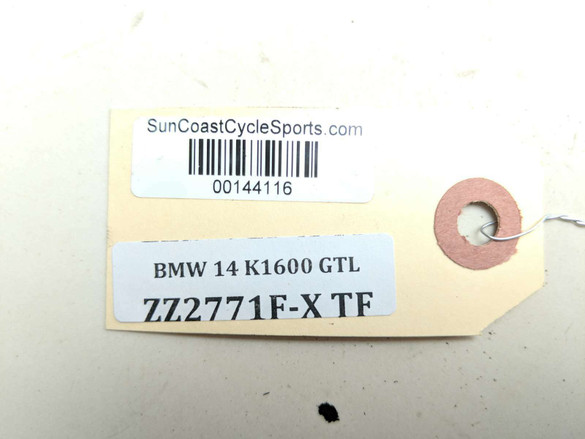 SunCoastCycleSports.com
00144116
BMW 14 K1600 GTL
ZZ2771F-X TF